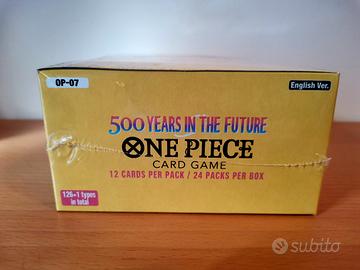 OP-07
English Ver.
500 YEARS IN THE FUTURE
ONE PIECE
CARD GAME
12 CARDS PER PACK / 24 PACKS PER BOX
126+1 types
in total
subito